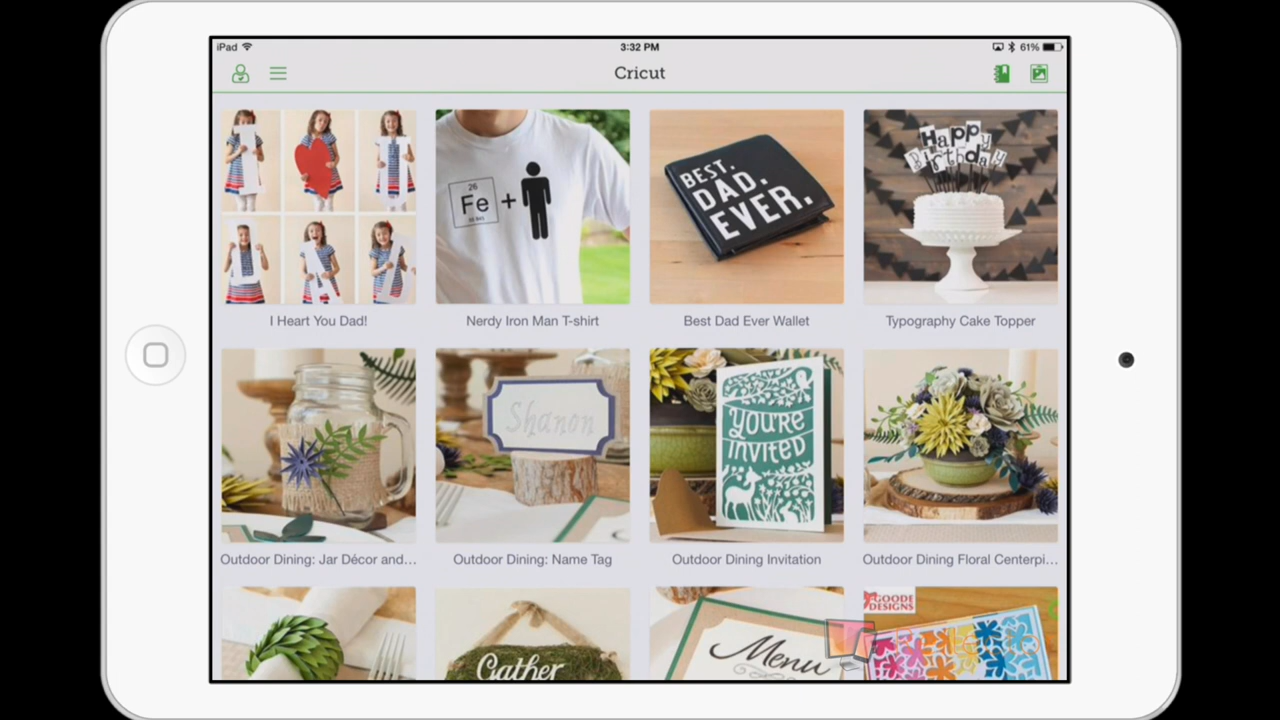 iPad 3:32 PM 61%
Cricut
26
Fe +
BEST.
DAD.
EVER.
Happy
Birthday
I Heart You Dad!
Nerdy Iron Man T-shirt
Best Dad Ever Wallet
Typography Cake Topper
Shanon
YOU'RE
INVITED
Outdoor Dining: Jar Décor and...
Outdoor Dining: Name Tag
Outdoor Dining Invitation
Outdoor Dining Floral Centerpi...
Gather
Menu
GOODE
DESIGNS